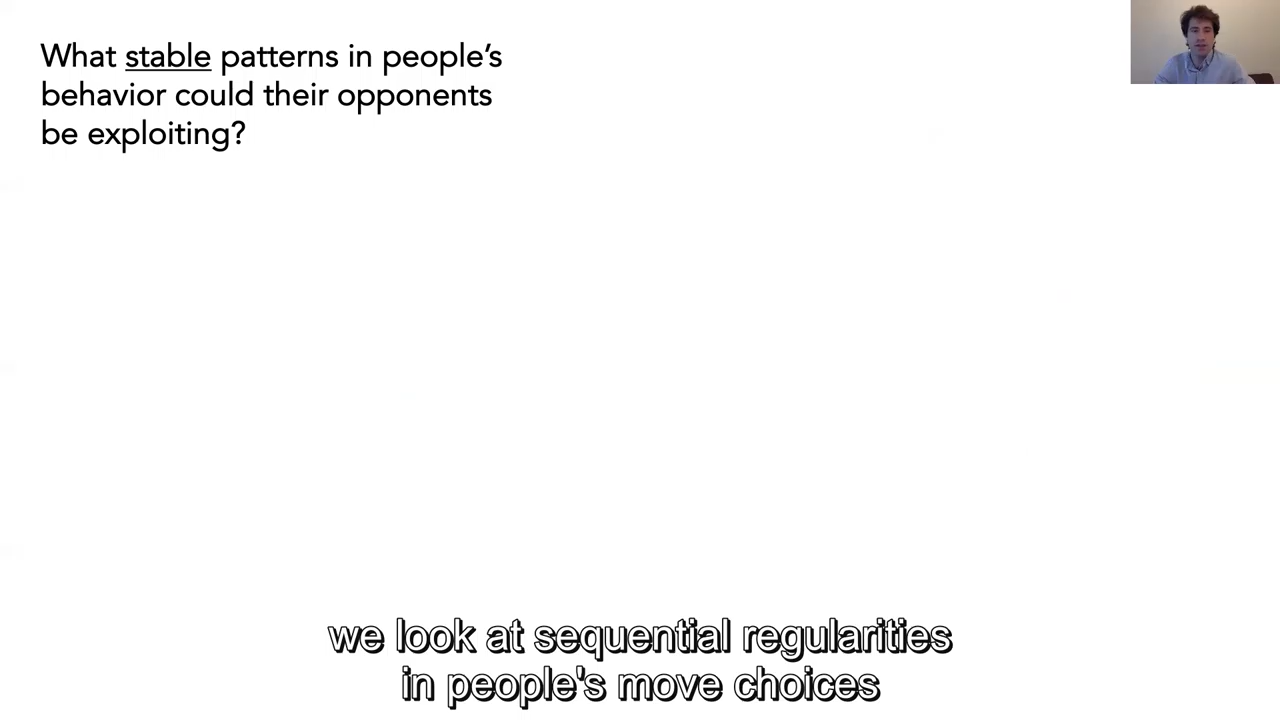 What stable patterns in people’s
behavior could their opponents
be exploiting?
we look at sequential regularities
in people's move choices